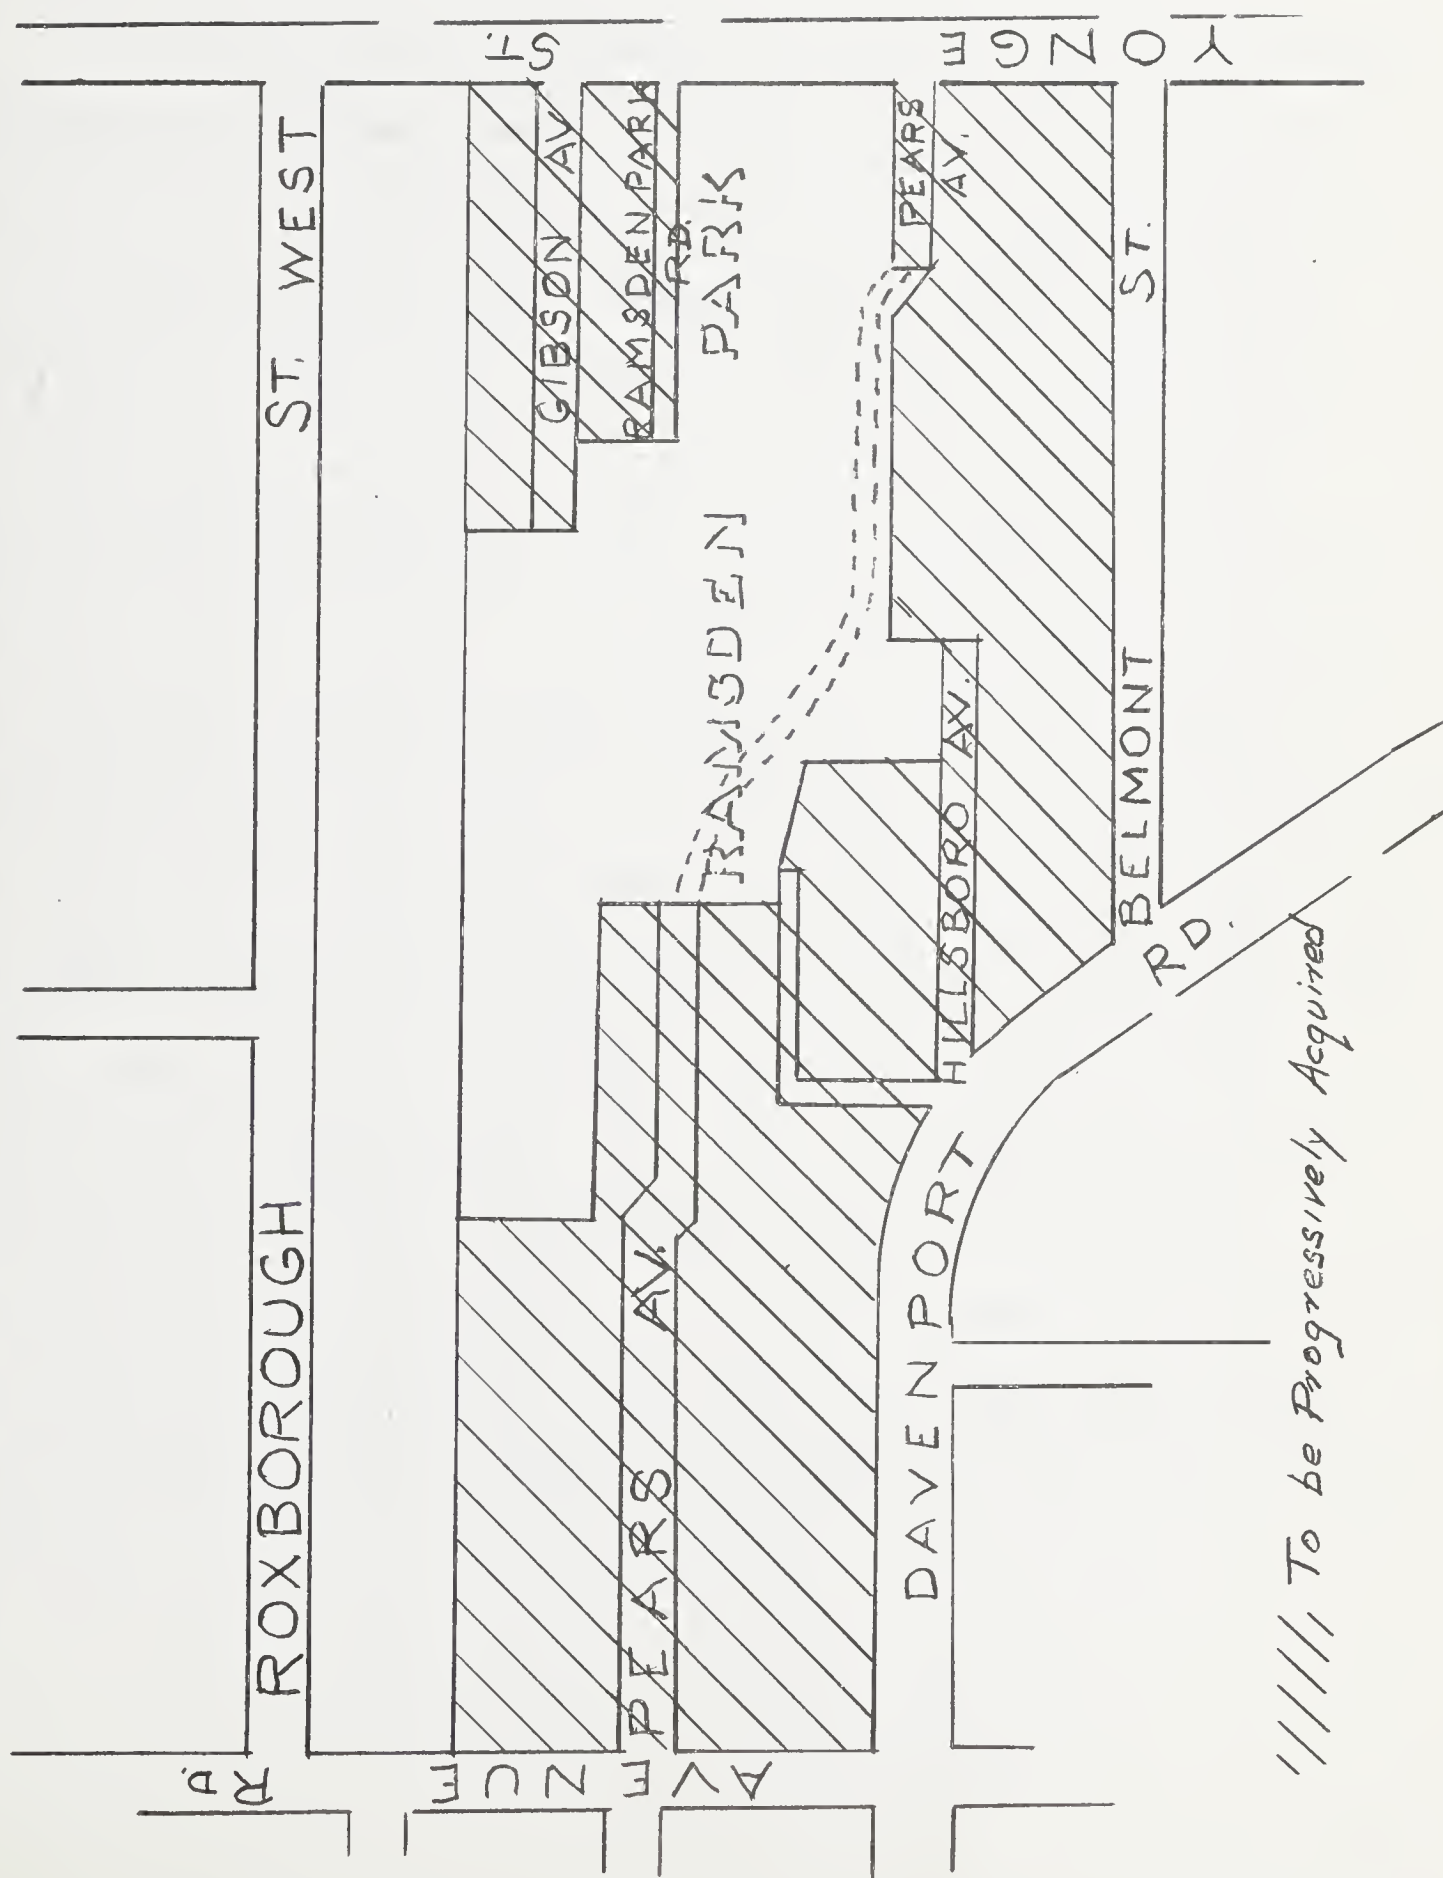 ROXBOROUGH ST. WEST
GIBSON AV
RAMSDEN PARK
RD.
RAMSDEN PARK
PEARS AV.
PEARS
AV.
HILLSBORO AV.
DAVENPORT RD.
BELMONT ST.
AVENUE RD.
YONGE ST.
To be Progressively Acquired